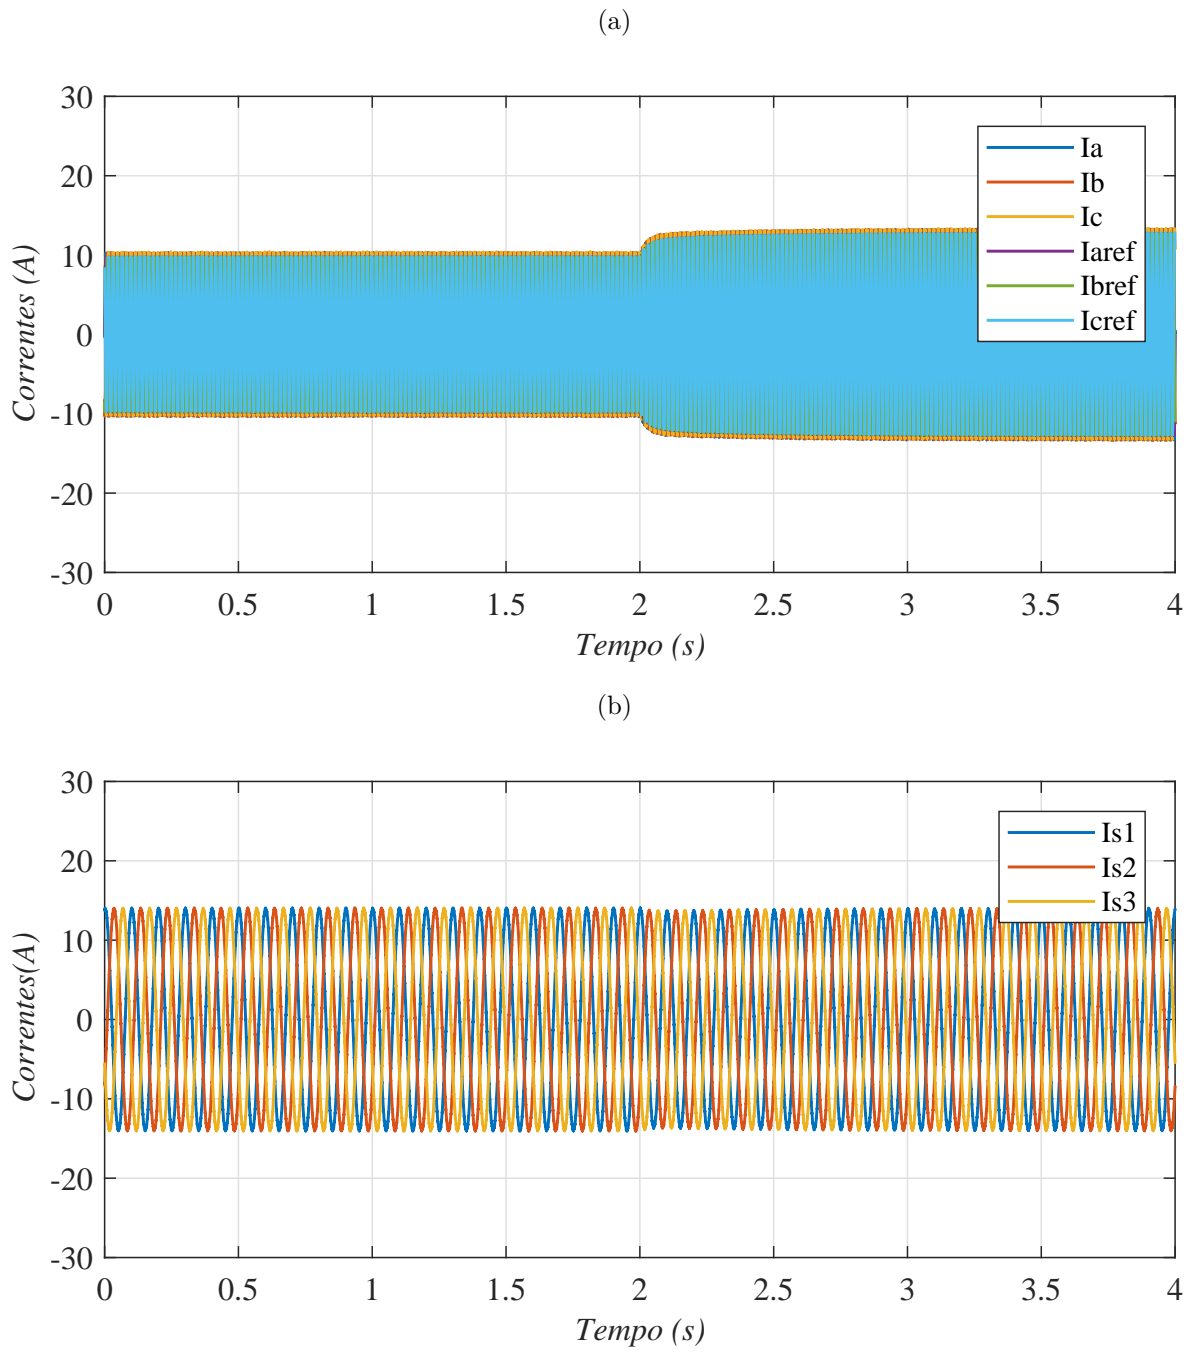 (a)
30
20
10
0
-10
-20
-30
Correntes (A)
Ia
Ib
Ic
Iaref
Ibref
Icref
0 0.5 1 1.5 2 2.5 3 3.5 4
Tempo (s)
(b)
30
20
10
0
-10
-20
-30
Correntes(A)
Is1
Is2
Is3
0 0.5 1 1.5 2 2.5 3 3.5 4
Tempo (s)